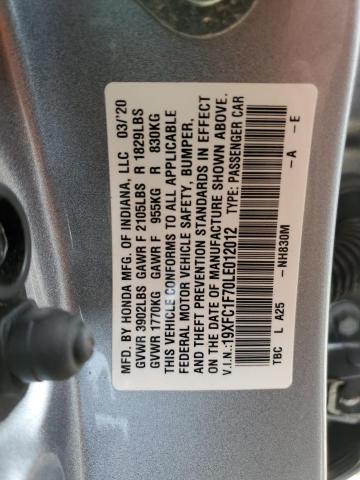 MFD. BY HONDA MFG. OF INDIANA, LLC 03/'20
GVWR 3902LBS GAWR F 2105LBS R 1829LBS
GVWR 1770KG GAWR F 955KG R 830KG
THIS VEHICLE CONFORMS TO ALL APPLICABLE
FEDERAL MOTOR VEHICLE SAFETY, BUMPER,
AND THEFT PREVENTION STANDARDS IN EFFECT
ON THE DATE OF MANUFACTURE SHOWN ABOVE.
V.I.N.:19XFC1F70LE012012 TYPE: PASSENGER CAR
TBC L A25 - NH830M - A - E